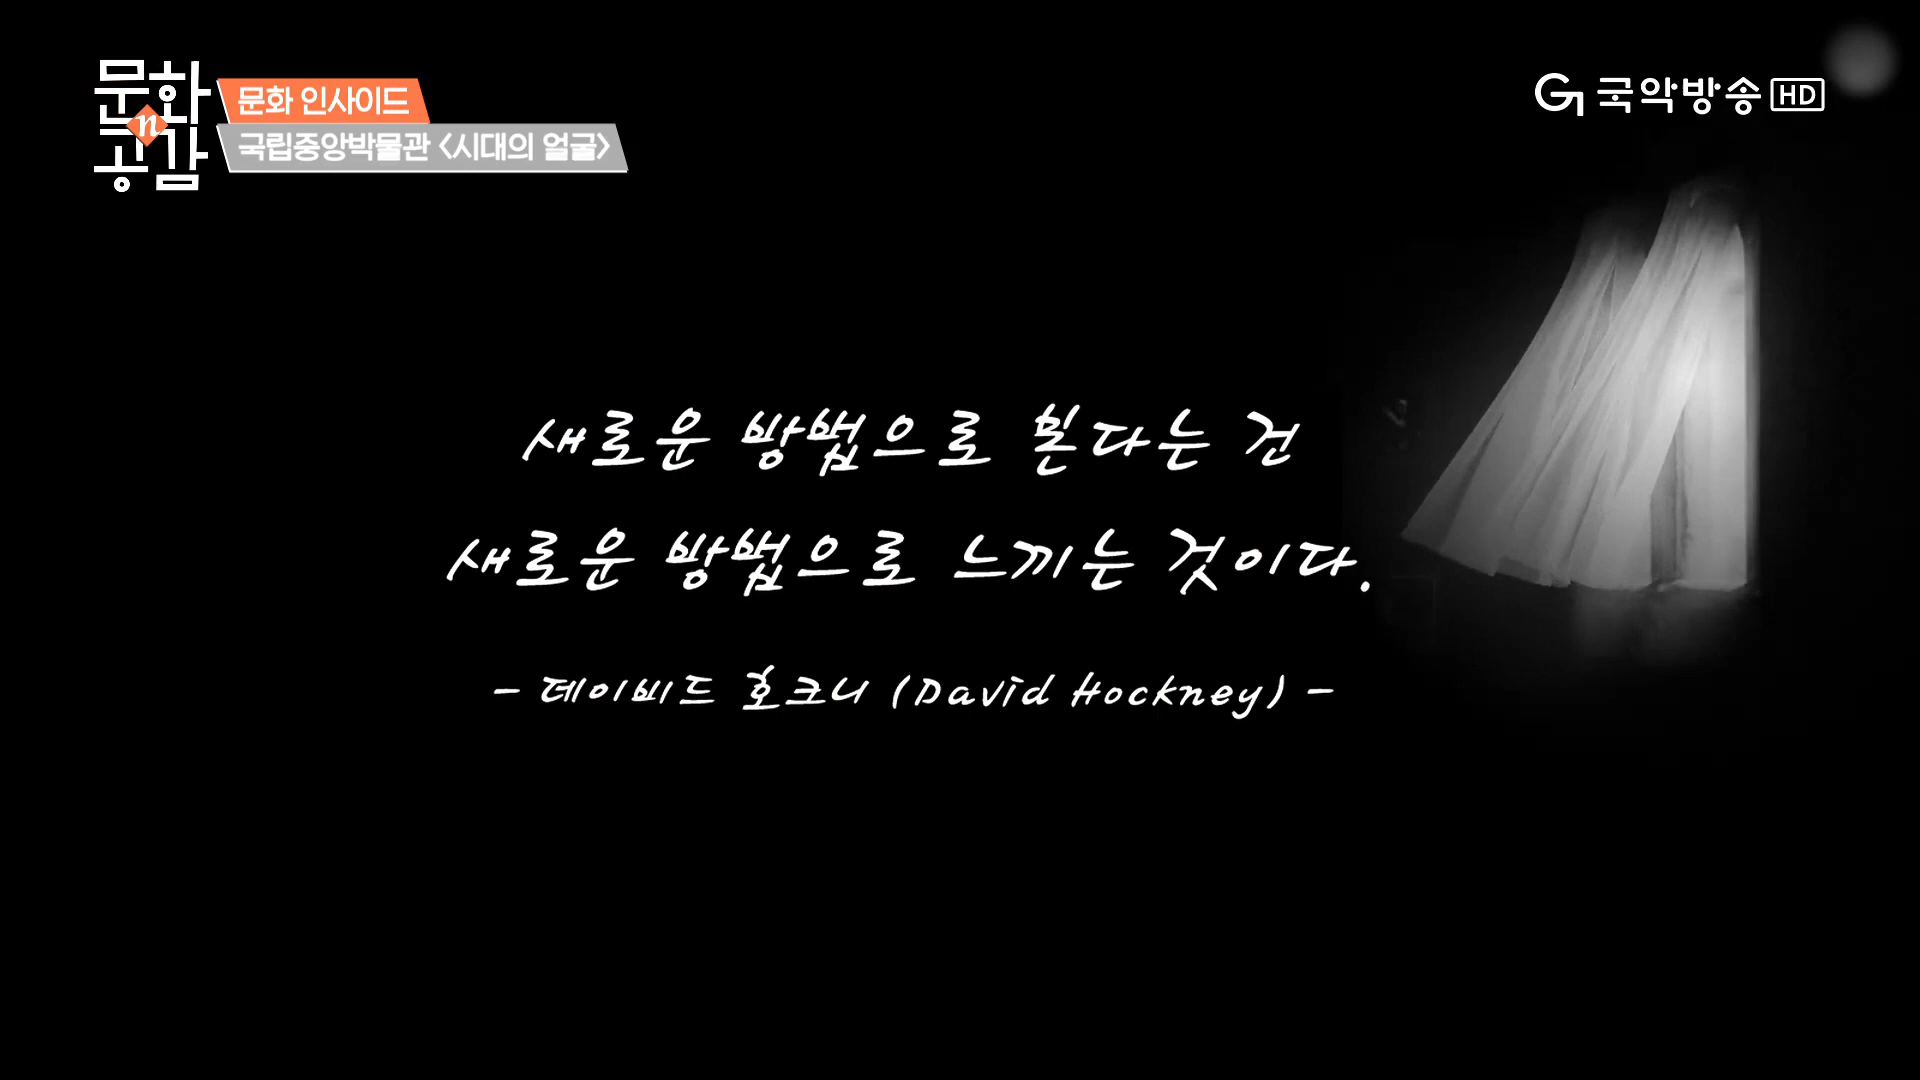 문화
n
공감
문화 인사이드
국립중앙박물관 <시대의 얼굴>
G1 국악방송 HD
새로운 방법으로 본다는 건
새로운 방법으로 느끼는 것이다.
- 데이비드 호크니 (David Hockney) -